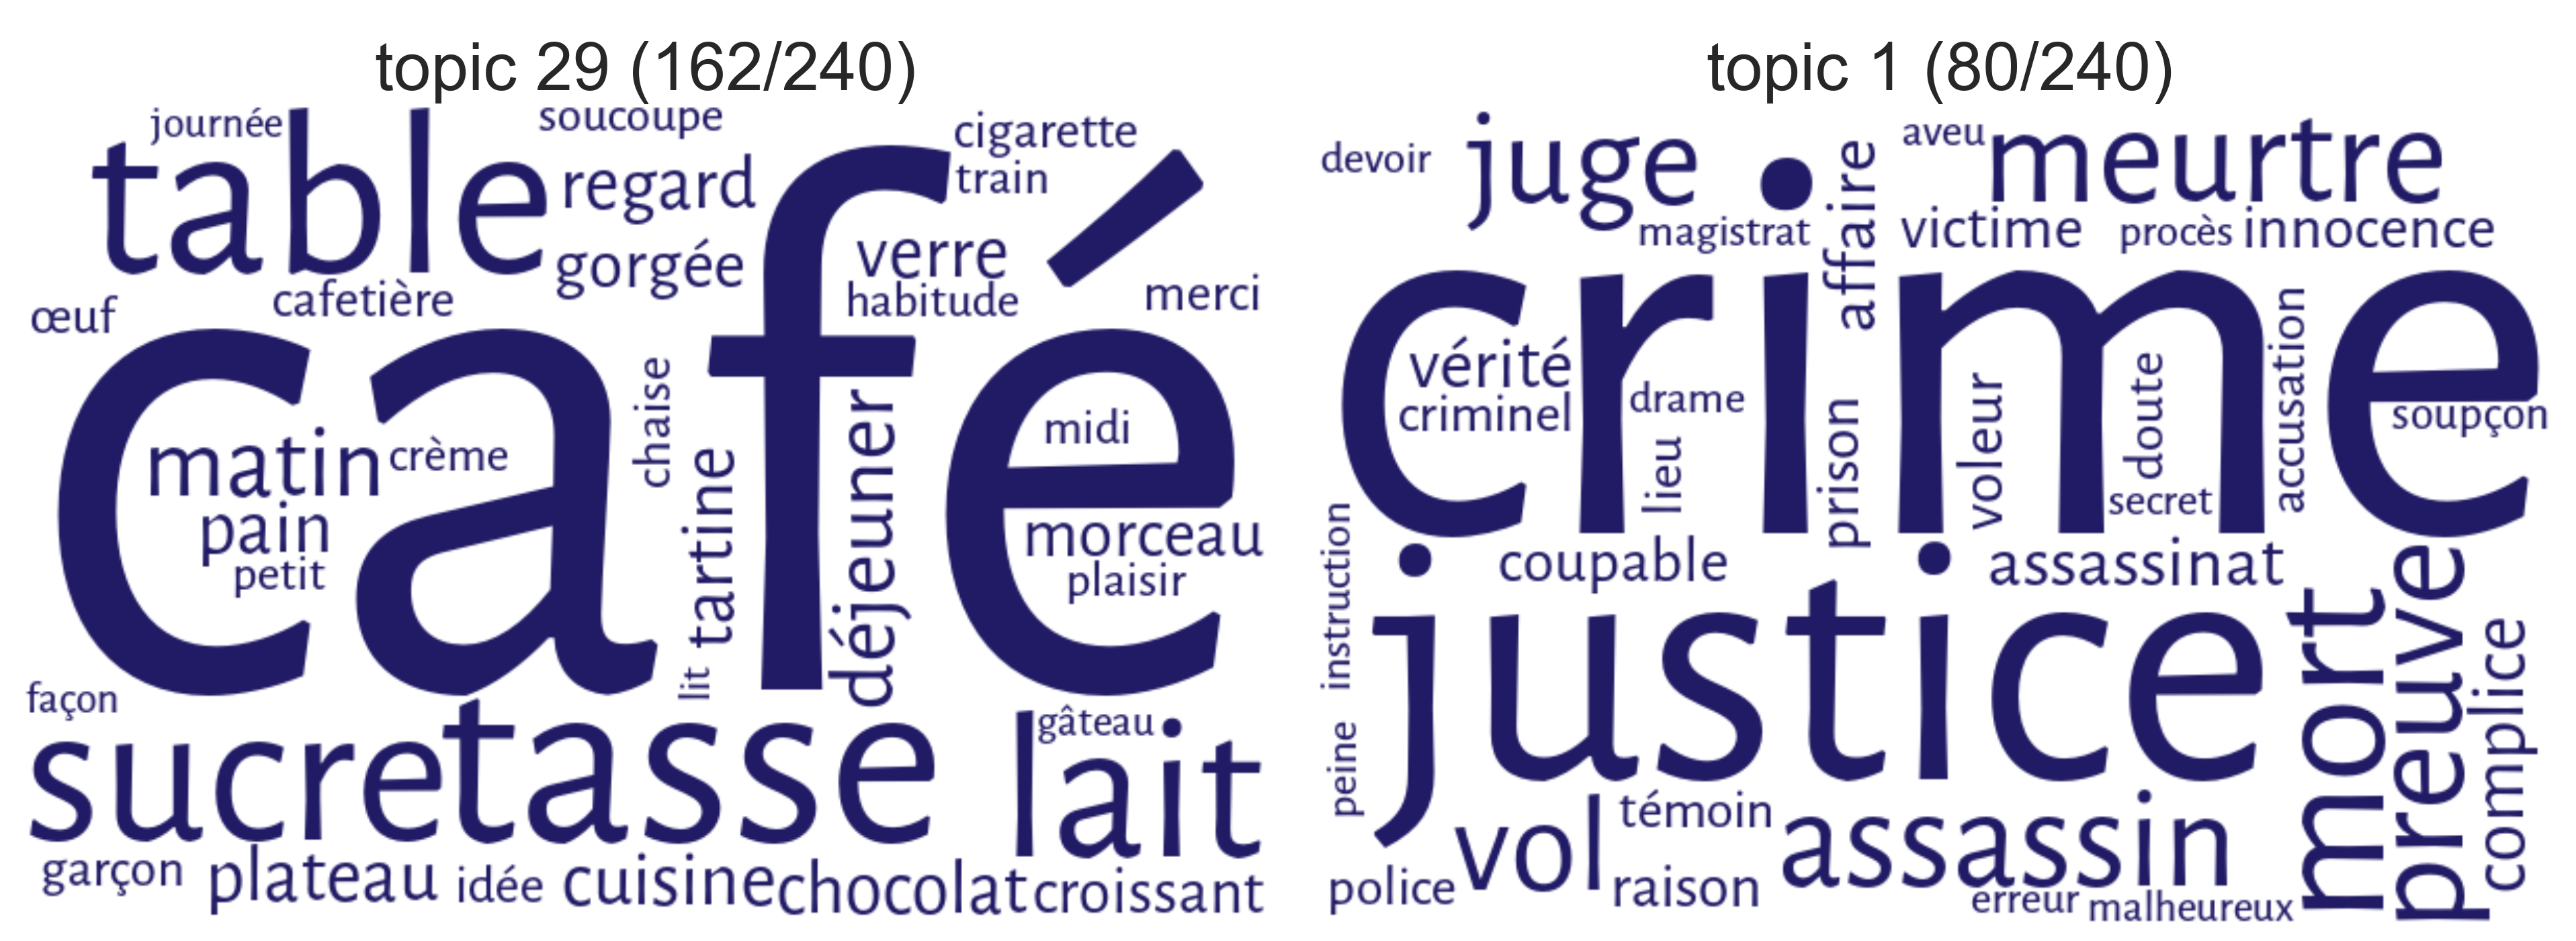 topic 29 (162/240)
journée
soucoupe
cigarette
table
regard
train
gorgée
verre
habitude
merci
œuf
cafetière
café
chaise
midi
matin
crème
tartine
déjeuner
pain
petit
morceau
plaisir
lit
façon
gâteau
sucre
tasse
lait
garçon
plateau
idée
cuisine
chocolat
croissant
topic 1 (80/240)
devoir
juge
affaire
aveu
meurtre
magistrat
victime
procès
innocence
crime
vérité
criminel
drame
lieu
prison
voleur
doute
secret
accusation
soupçon
instruction
coupable
assassinat
justice
mort
preuve
complice
peine
vol
témoin
assassin
police
raison
erreur
malheureux